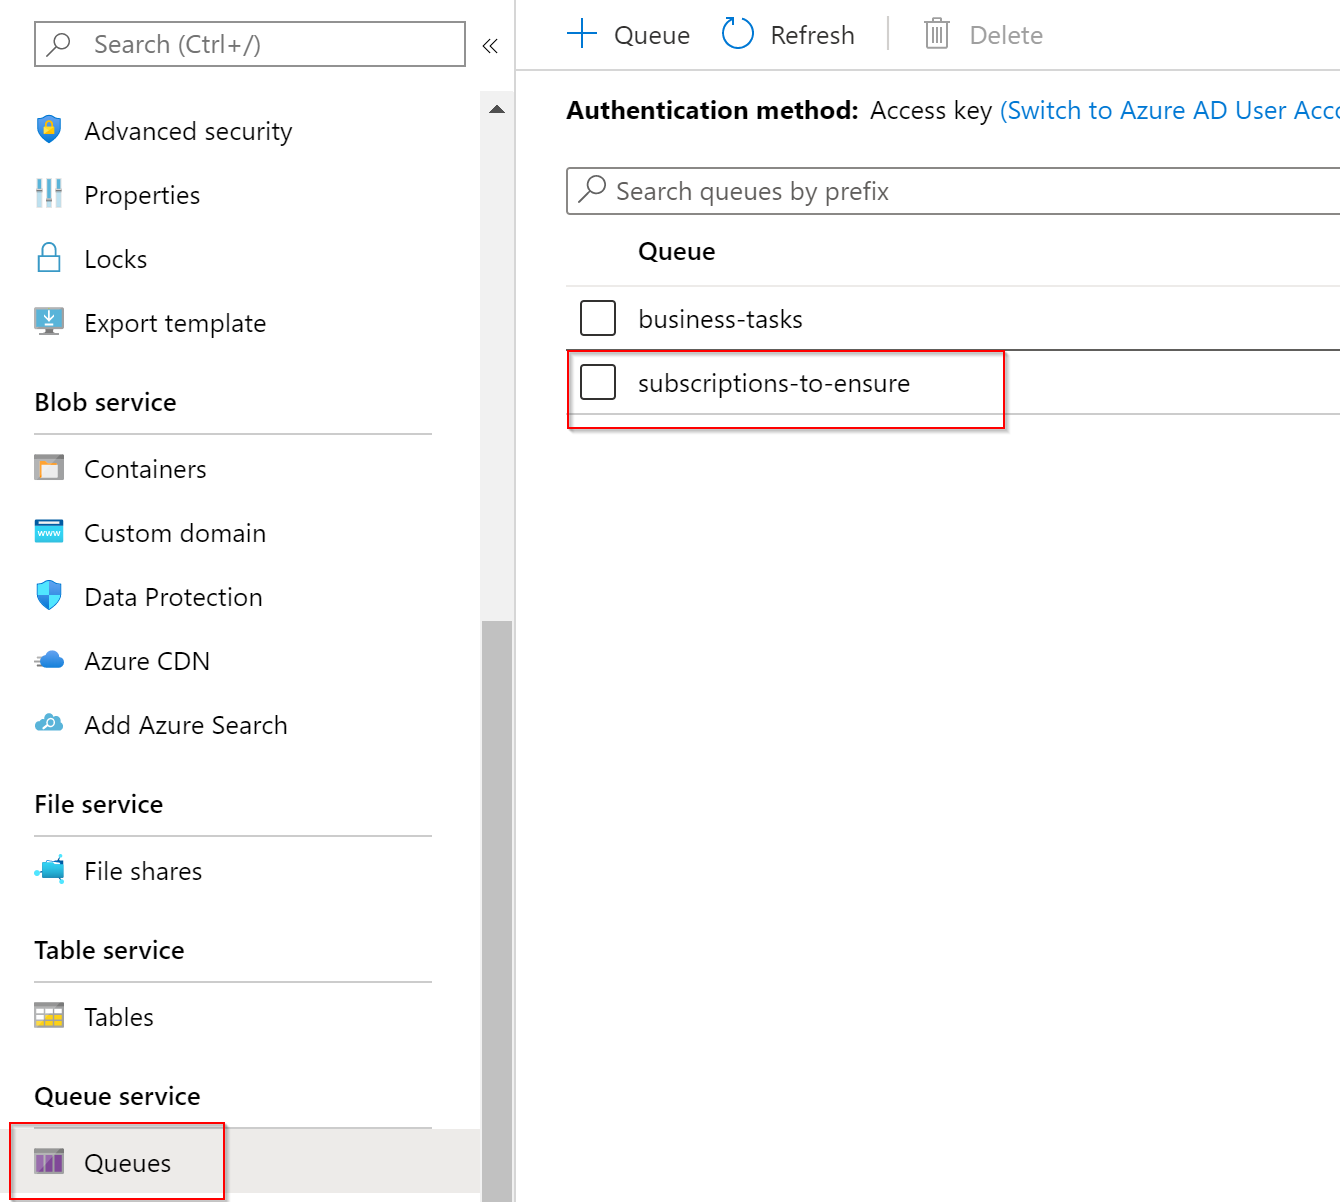 Search (Ctrl+/)
«
Advanced security
Properties
Locks
Export template
Blob service
Containers
www
Custom domain
Data Protection
Azure CDN
Add Azure Search
File service
File shares
Table service
Tables
Queue service
Queues
Queue
Refresh
Delete
Authentication method: Access key (Switch to Azure AD User Acc
Search queues by prefix
Queue
business-tasks
subscriptions-to-ensure